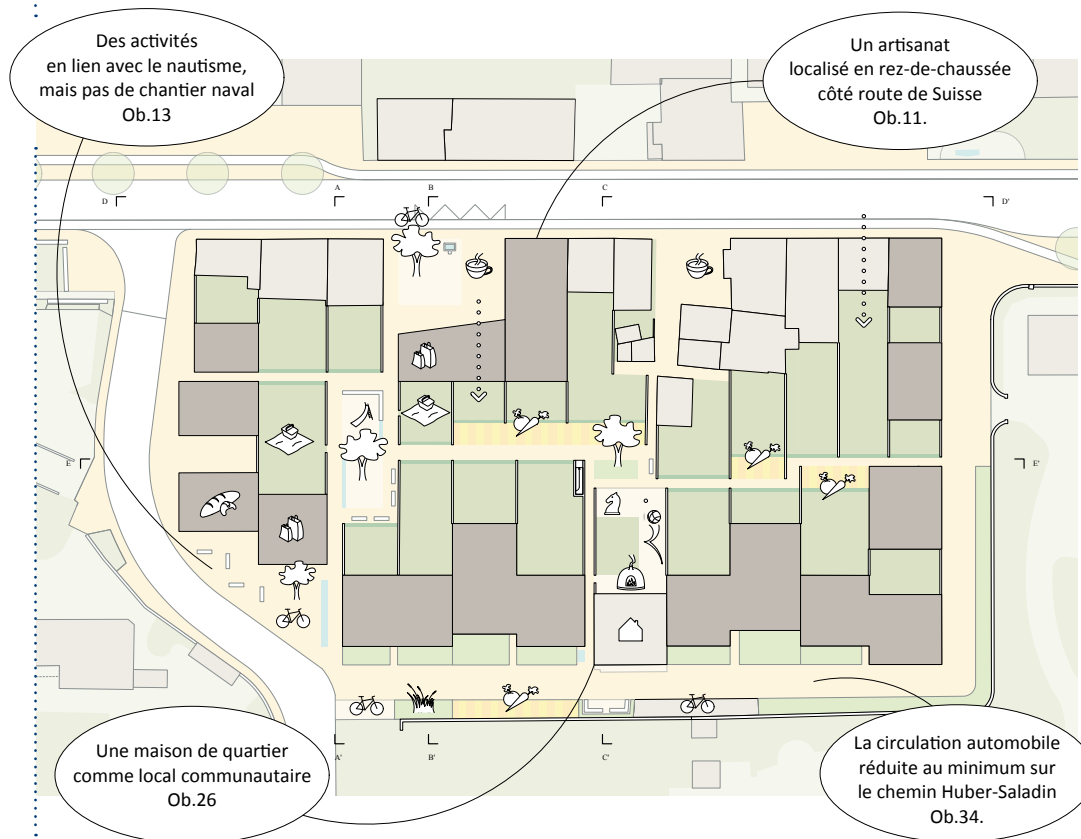 Des activités
en lien avec le nautisme,
mais pas de chantier naval
Ob.13
Un artisanat
localisé en rez-de-chaussée
côté route de Suisse
Ob.11.
D
A
B
C
D'
E
E'
A'
B'
C'
Une maison de quartier
comme local communautaire
Ob.26
La circulation automobile
réduite au minimum sur
le chemin Huber-Saladin
Ob.34.